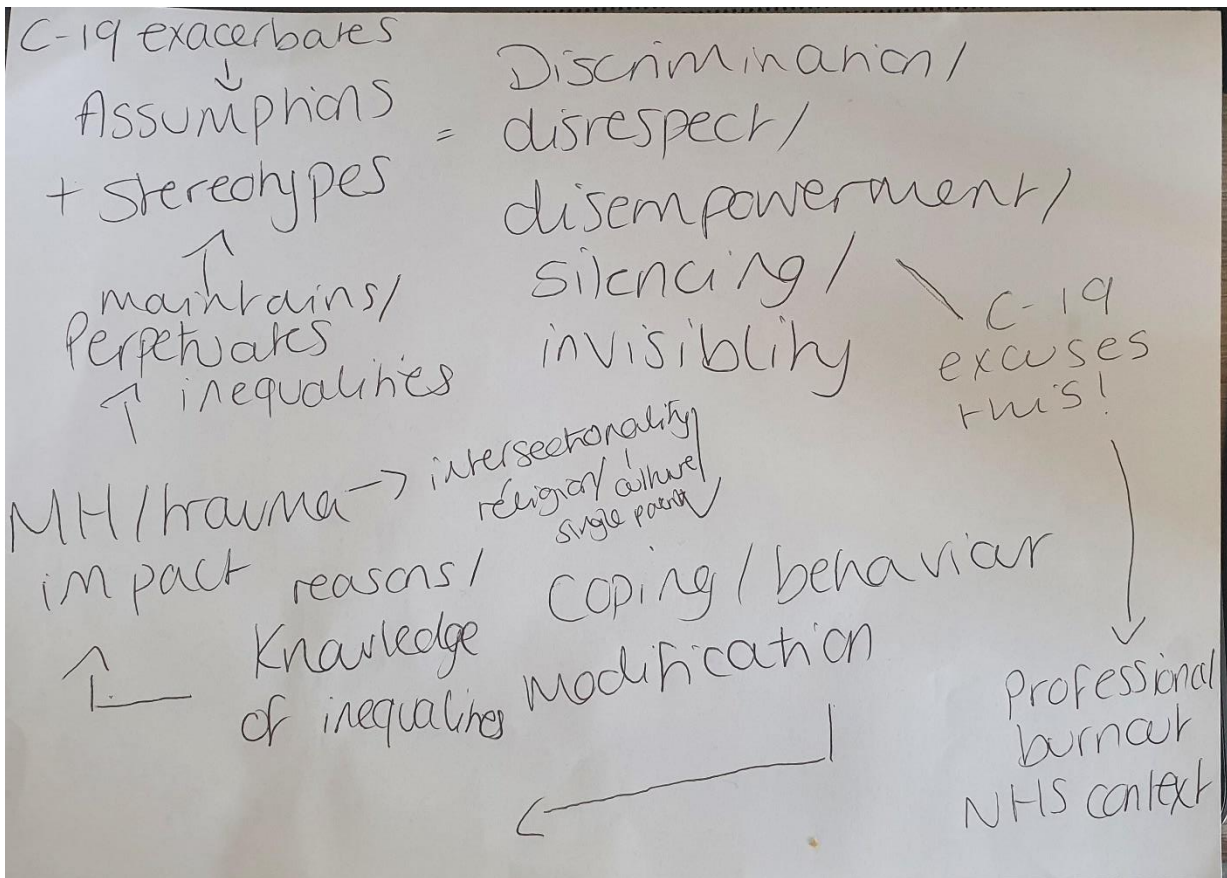 C-19 exacerbates
Assumptions
+ stereotypes
=
Discrimination/
disrespect/
disempowerment/
silencing/
invisiblity
C-19
excuses
this!
maintains/
Perpetuates
inequalities
MH/trauma
impact
intersectionality
religion/culture/
single parent
reasons/
Knowledge
of inequalities
Coping/behaviour
modification
Professional
burnout
NHS context